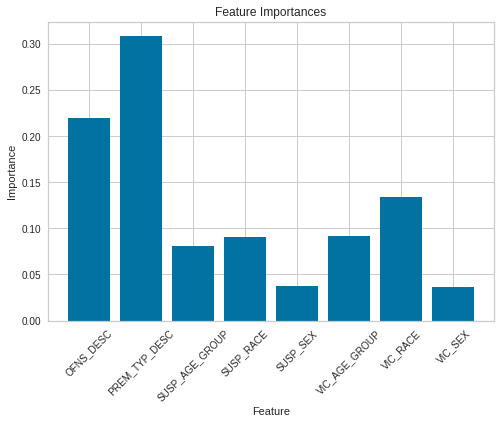 Feature Importances
Importance
0.30
0.25
0.20
0.15
0.10
0.05
0.00
OFNS_DESC
PREM_TYP_DESC
SUSP_AGE_GROUP
SUSP_RACE
SUSP_SEX
VIC_AGE_GROUP
VIC_RACE
VIC_SEX
Feature